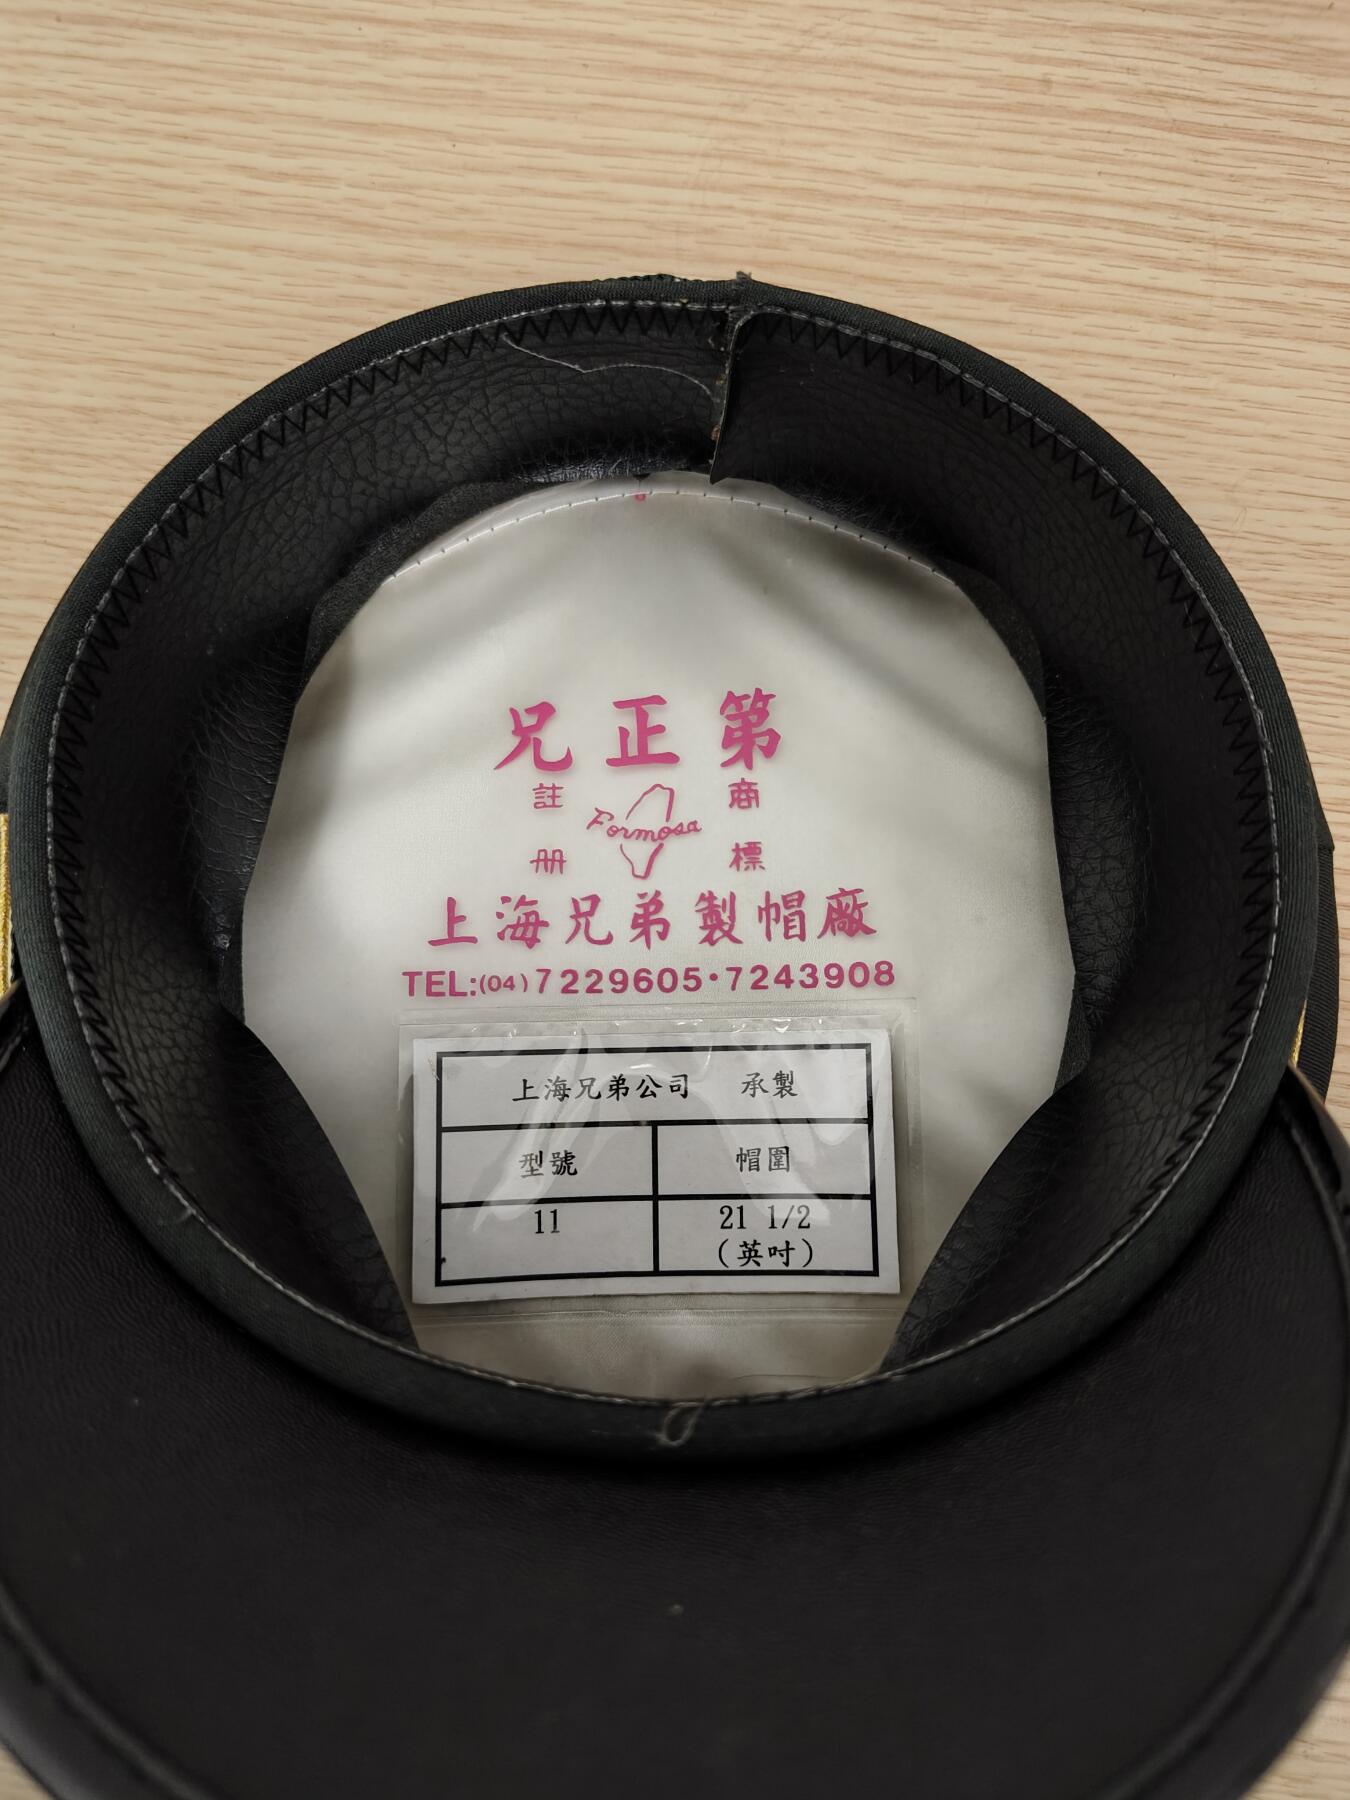 兄正第
註 商
Formosa
册 標
上海兄弟製帽廠
TEL:(04)7229605·7243908
上海兄弟公司 承製
型號 帽圍
11 21 1/2
(英吋)